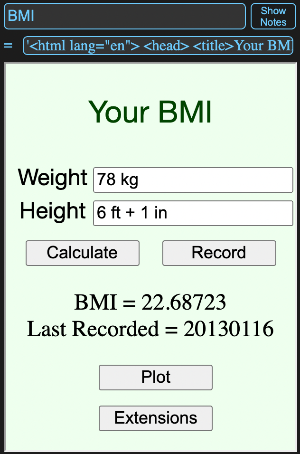 BMI
Show
Notes
= '<html lang="en"> <head> <title>Your BM
Your BMI
Weight 78 kg
Height 6 ft + 1 in
Calculate Record
BMI = 22.68723
Last Recorded = 20130116
Plot
Extensions